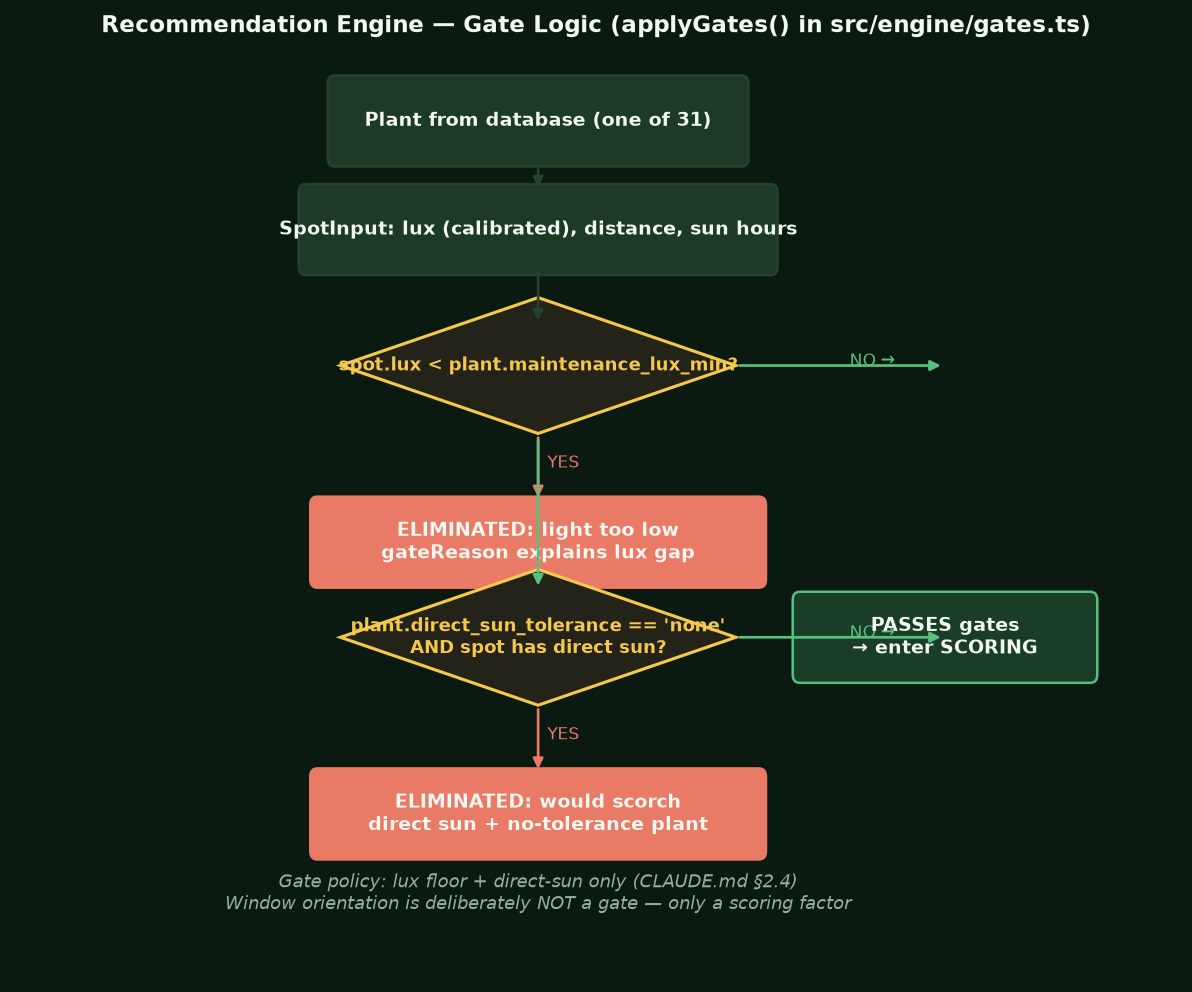 Recommendation Engine — Gate Logic (applyGates() in src/engine/gates.ts)
Plant from database (one of 31)
SpotInput: lux (calibrated), distance, sun hours
spot.lux < plant.maintenance_lux_min?
NO →
YES
ELIMINATED: light too low
gateReason explains lux gap
plant.direct_sun_tolerance == 'none'
AND spot has direct sun?
NO →
PASSES gates
→ enter SCORING
YES
ELIMINATED: would scorch
direct sun + no-tolerance plant
Gate policy: lux floor + direct-sun only (CLAUDE.md §2.4)
Window orientation is deliberately NOT a gate — only a scoring factor